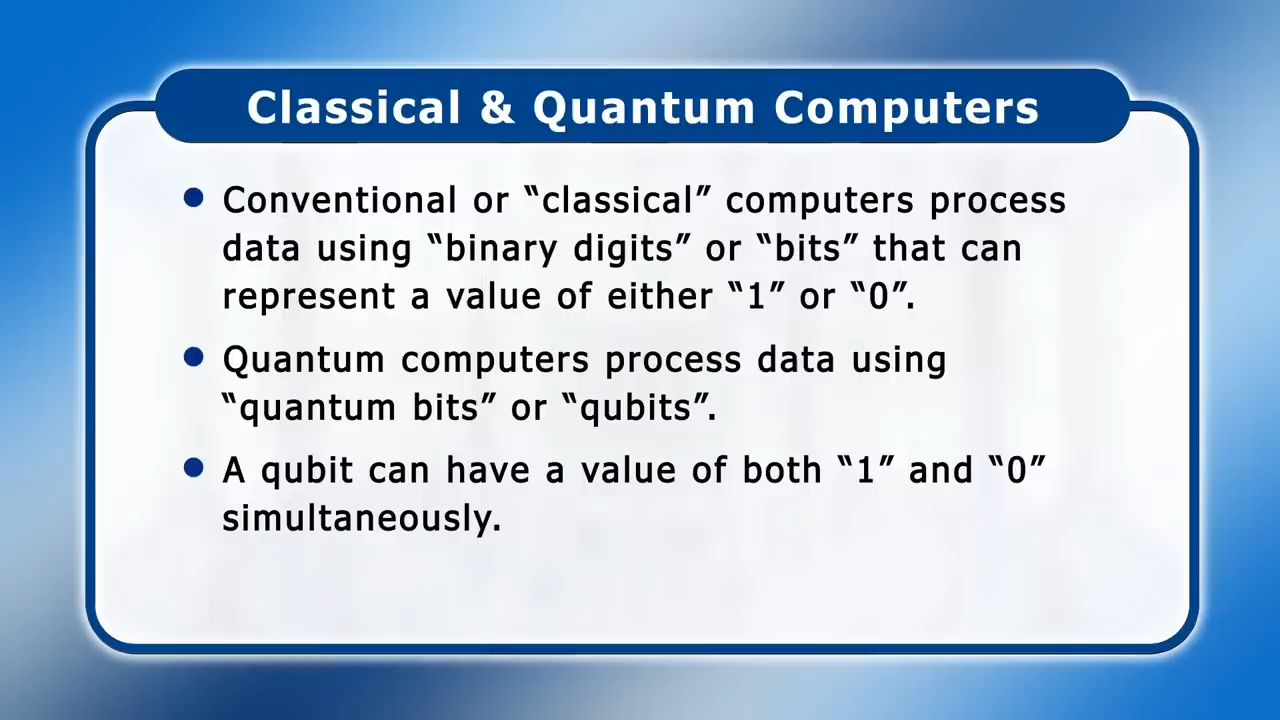 Classical & Quantum Computers
● Conventional or “classical” computers process
data using “binary digits” or “bits” that can
represent a value of either “1” or “0”.
● Quantum computers process data using
“quantum bits” or “qubits”.
● A qubit can have a value of both “1” and “0”
simultaneously.